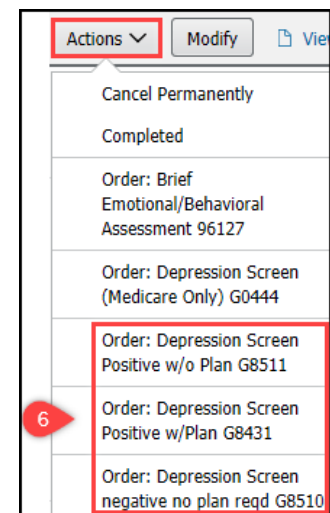 Actions Modify Vie
Cancel Permanently
Completed
Order: Brief
Emotional/Behavioral
Assessment 96127
Order: Depression Screen
(Medicare Only) G0444
Order: Depression Screen
Positive w/o Plan G8511
6
Order: Depression Screen
Positive w/Plan G8431
Order: Depression Screen
negative no plan reqd G8510